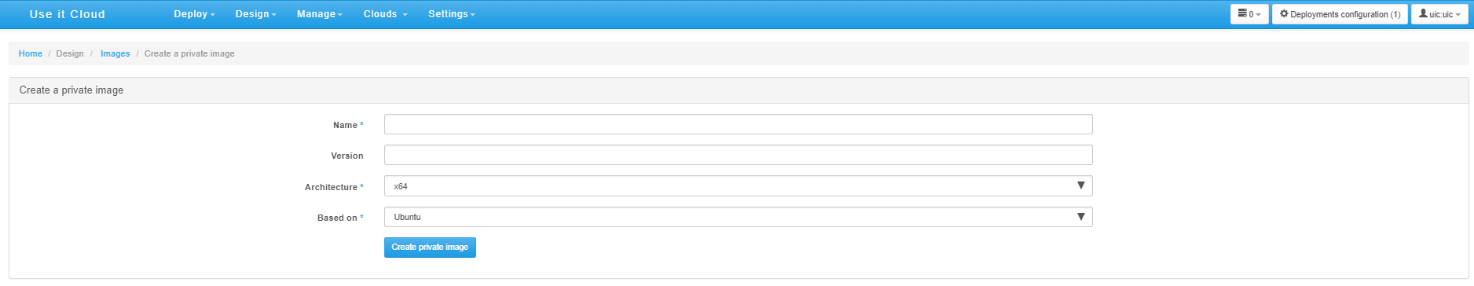 Use it Cloud Deploy Design Manage Clouds Settings 0 Deployments configuration (1) uic:uic
Home / Design / Images / Create a private image
Create a private image
Name *
Version
Architecture * x64
Based on * Ubuntu
Create private image